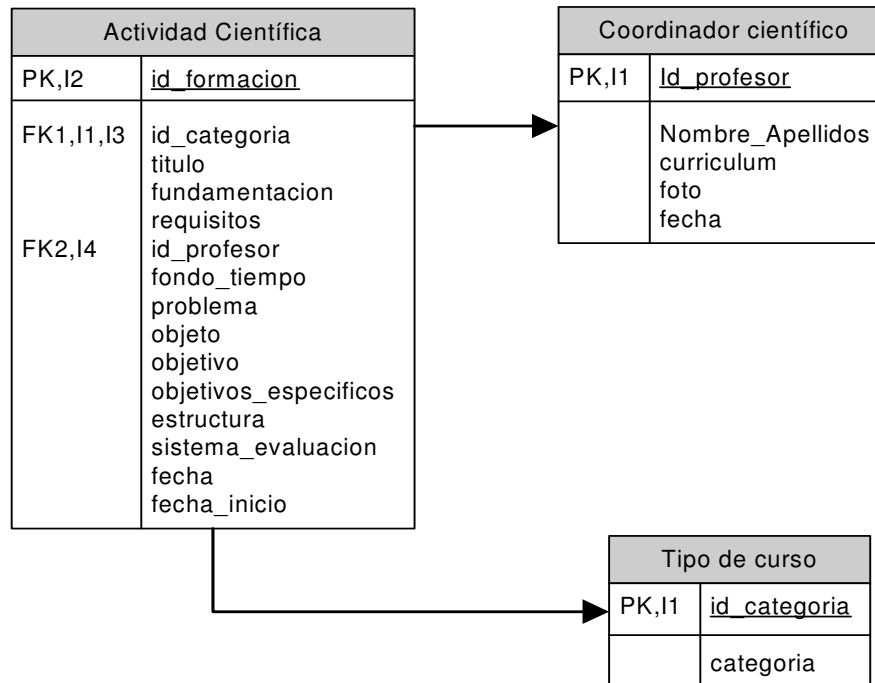 Actividad Científica
PK,I2 id_formacion
FK1,I1,I3 id_categoria
titulo
fundamentacion
requisitos
FK2,I4 id_profesor
fondo_tiempo
problema
objeto
objetivo
objetivos_especificos
estructura
sistema_evaluacion
fecha
fecha_inicio
Coordinador científico
PK,I1 Id_profesor
Nombre_Apellidos
curriculum
foto
fecha
Tipo de curso
PK,I1 id_categoria
categoria